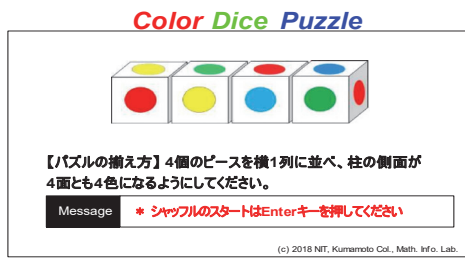 Color Dice Puzzle
【パズルの揃え方】4個のピースを横1列に並べ、柱の側面が
4面とも4色になるようにしてください。
Message
* シャッフルのスタートはEnterキーを押してください
(c) 2018 NIT, Kumamoto Col., Math. Info. Lab.